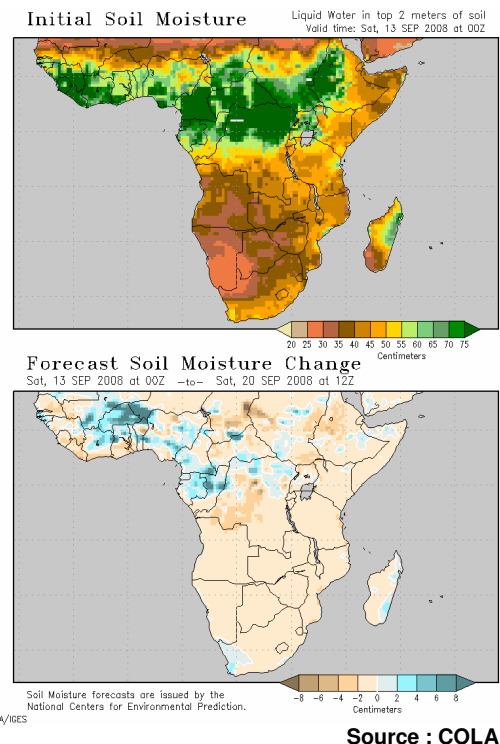 Initial Soil Moisture
Liquid Water in top 2 meters of soil
Valid time: Sat, 13 SEP 2008 at 00Z
20 25 30 35 40 45 50 55 60 65 70 75
Centimeters
Forecast Soil Moisture Change
Sat, 13 SEP 2008 at 00Z -to- Sat, 20 SEP 2008 at 12Z
Soil Moisture forecasts are issued by the
National Centers for Environmental Prediction.
-8 -6 -4 -2 0 2 4 6 8
Centimeters
A/IGES
Source : COLA